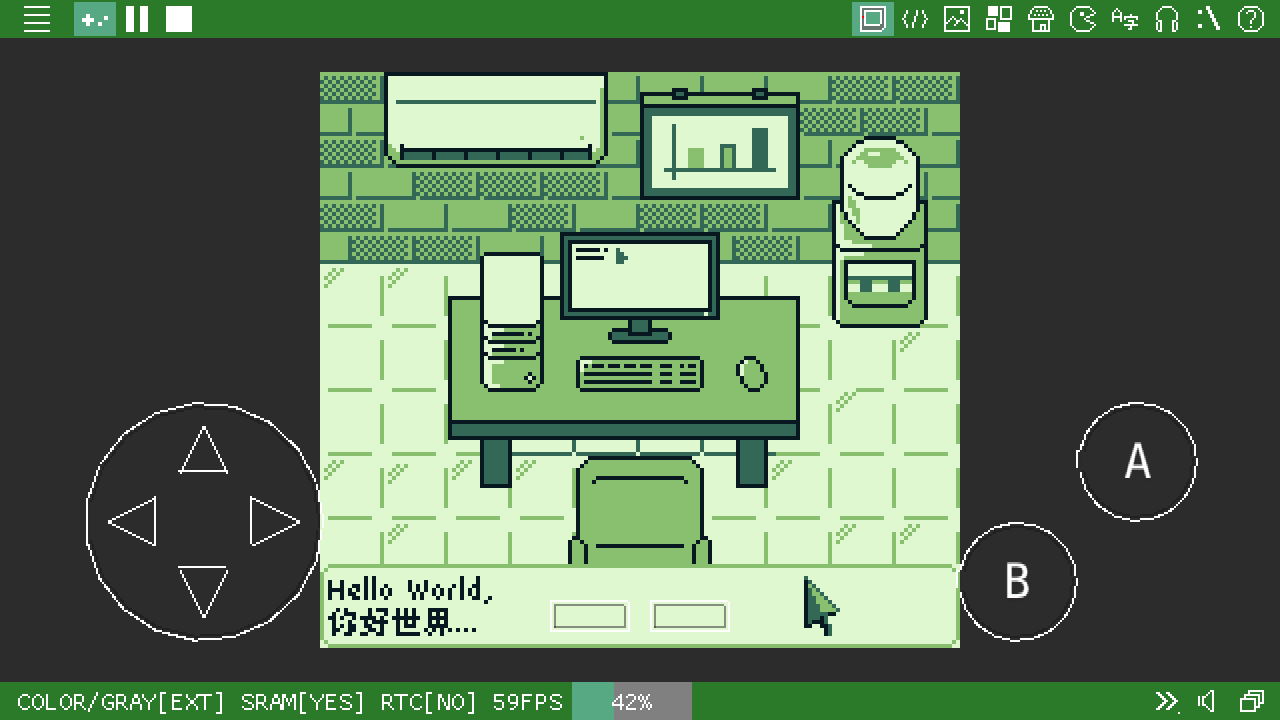 Hello World,
你好世界...
A
B
COLOR/GRAY[EXT] SRAM[YES] RTC[NO] 59FPS 42%